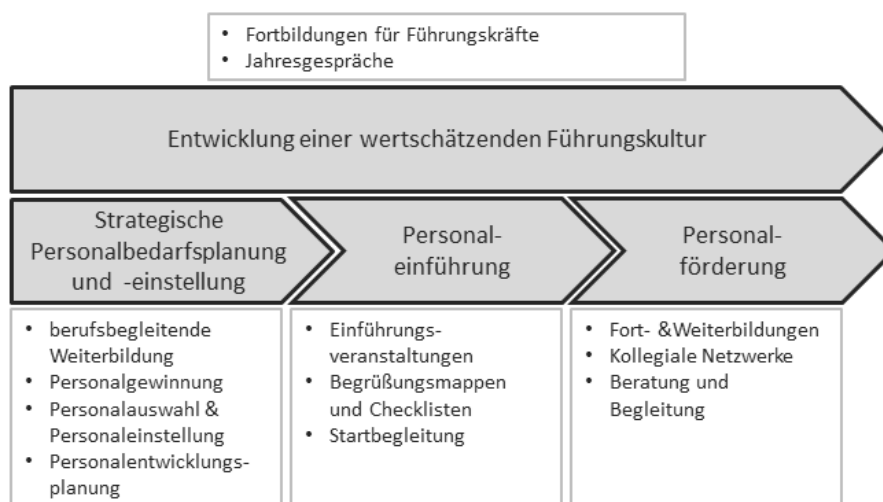 • Fortbildungen für Führungskräfte
• Jahresgespräche
Entwicklung einer wertschätzenden Führungskultur
Strategische
Personalbedarfsplanung
und -einstellung
Personal-
einführung
Personal-
förderung
• berufsbegleitende
Weiterbildung
• Personalgewinnung
• Personalauswahl &
Personaleinstellung
• Personalentwicklungs-
planung
• Einführungs-
veranstaltungen
• Begrüßungsmappen
und Checklisten
• Startbegleitung
• Fort- &Weiterbildungen
• Kollegiale Netzwerke
• Beratung und
Begleitung